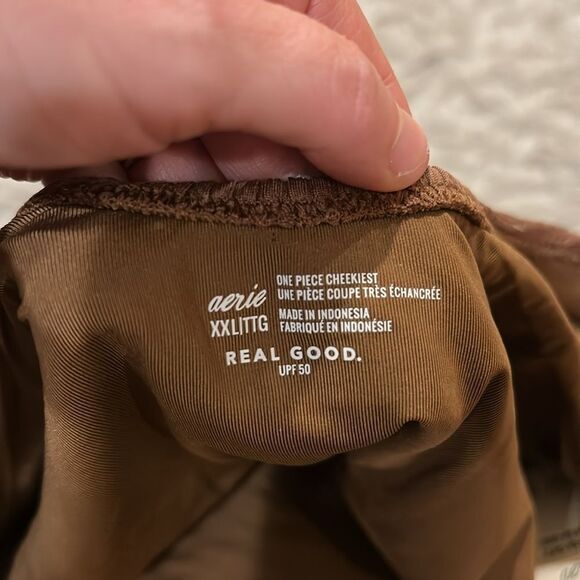 aerie
XXL|TTG
ONE PIECE CHEEKIEST
UNE PIÈCE COUPE TRÈS ÉCHANCRÉE
MADE IN INDONESIA
FABRIQUÉ EN INDONÉSIE
REAL GOOD.
UPF 50